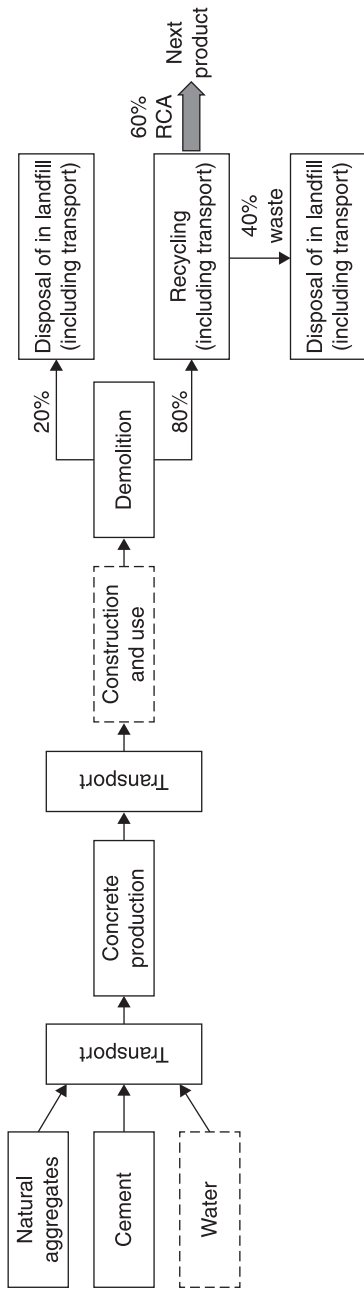 Natural
aggregates
Cement
Water
Transport
Concrete
production
Transport
Construction
and use
Demolition
20%
80%
Disposal of in landfill
(including transport)
Recycling
(including transport)
60%
RCA
Next
product
40%
waste
Disposal of in landfill
(including transport)